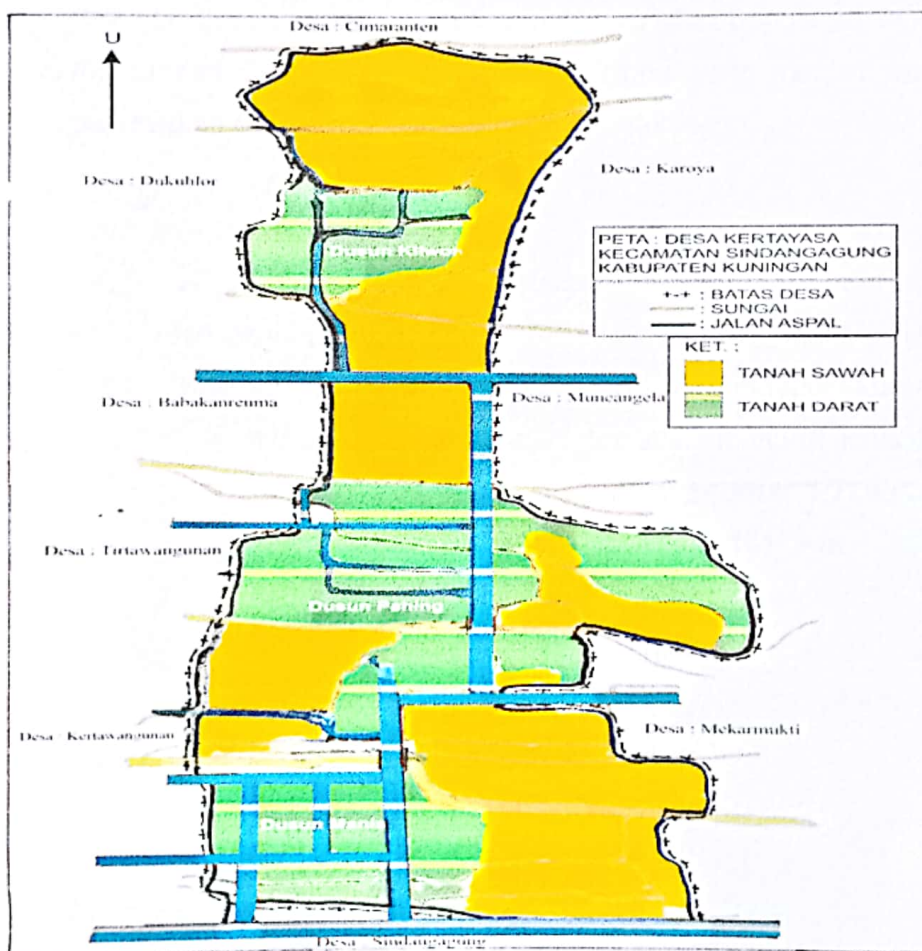 Desa : Cimaranten
U
Desa : Dukuhlor
Desa : Karoya
PETA : DESA KERTAYASA
KECAMATAN SINDANGAGUNG
KABUPATEN KUNINGAN
+-+ : BATAS DESA
: SUNGAI
: JALAN ASPAL
KET. :
TANAH SAWAH
TANAH DARAT
Dusun
Desa : Babakanreuma
Desa : Muncangela
Desa : Tirtawangunan
Dusun Pahing
Desa : Kertawangunan
Desa : Mekarmukti
Dusun Manis
Desa : Sindangagung